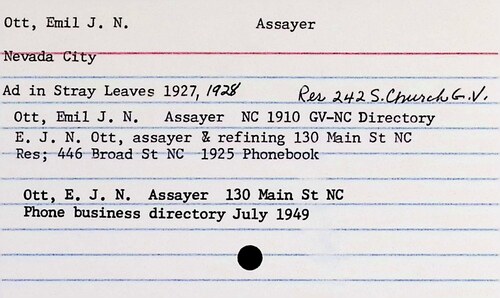 Ott, Emil J. N. Assayer
Nevada City
Ad in Stray Leaves 1927, 1928 Res 242 S. Church G.V.
Ott, Emil J. N. Assayer NC 1910 GV-NC Directory
E. J. N. Ott, assayer & refining 130 Main St NC
Res; 446 Broad St NC 1925 Phonebook
Ott, E. J. N. Assayer 130 Main St NC
Phone business directory July 1949